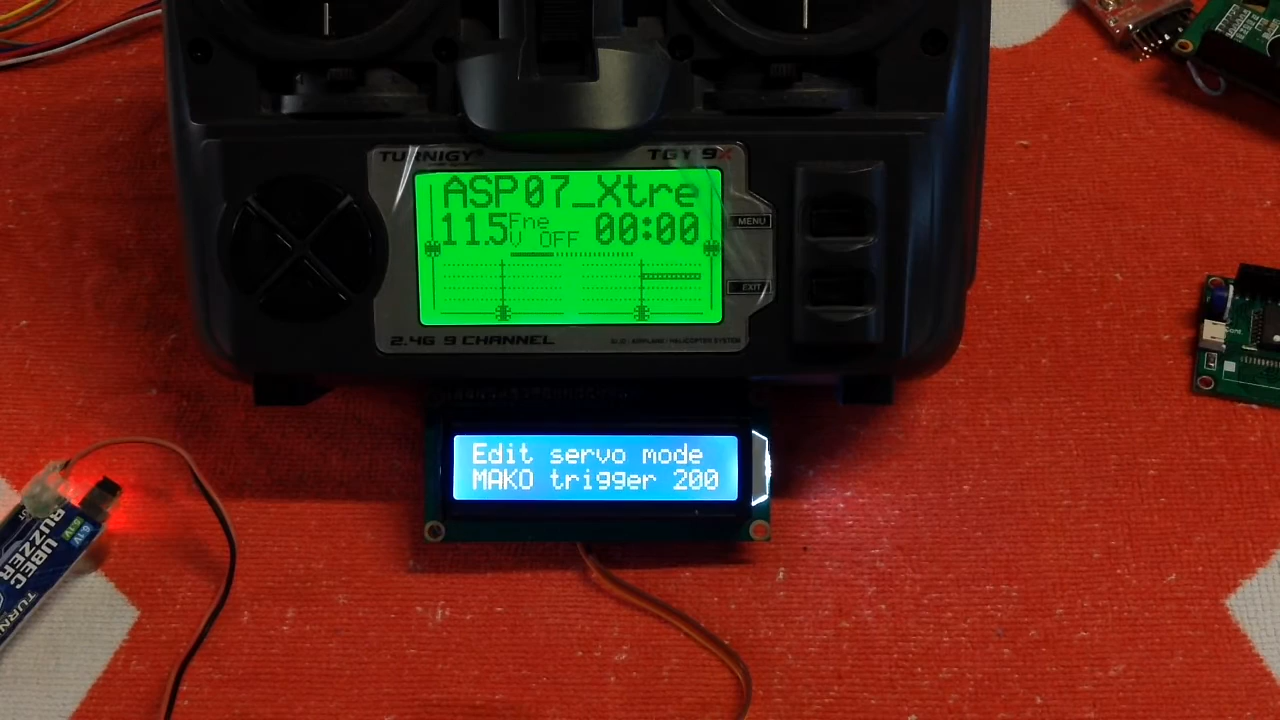 TURNIGY TGY 9X
ASP07_Xtre
11.5V Fne OFF 00:00
MENU
EXIT
2.4G 9 CHANNEL
Edit servo mode
MAKO trigger 200
UBEC
BUZZER